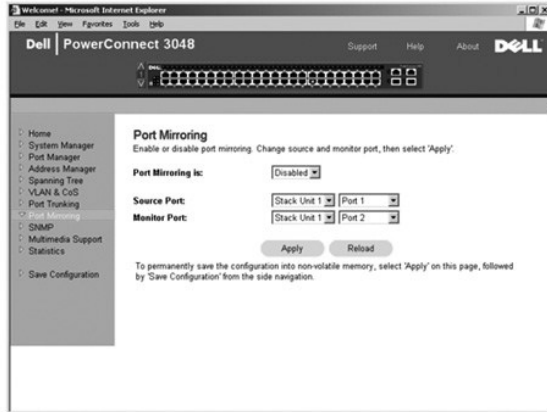 Welcome! - Microsoft Internet Explorer
File Edit View Favorites Tools Help
Dell | PowerConnect 3048
Support Help About DELL
Home
System Manager
Port Manager
Address Manager
Spanning Tree
VLAN & CoS
Port Trunking
Port Mirroring
SNMP
Multimedia Support
Statistics
Save Configuration
Port Mirroring
Enable or disable port mirroring. Change source and monitor port, then select 'Apply'.
Port Mirroring is: Disabled
Source Port: Stack Unit 1 Port 1
Monitor Port: Stack Unit 1 Port 2
Apply Reload
To permanently save the configuration into non-volatile memory, select 'Apply' on this page, followed
by 'Save Configuration' from the side navigation.